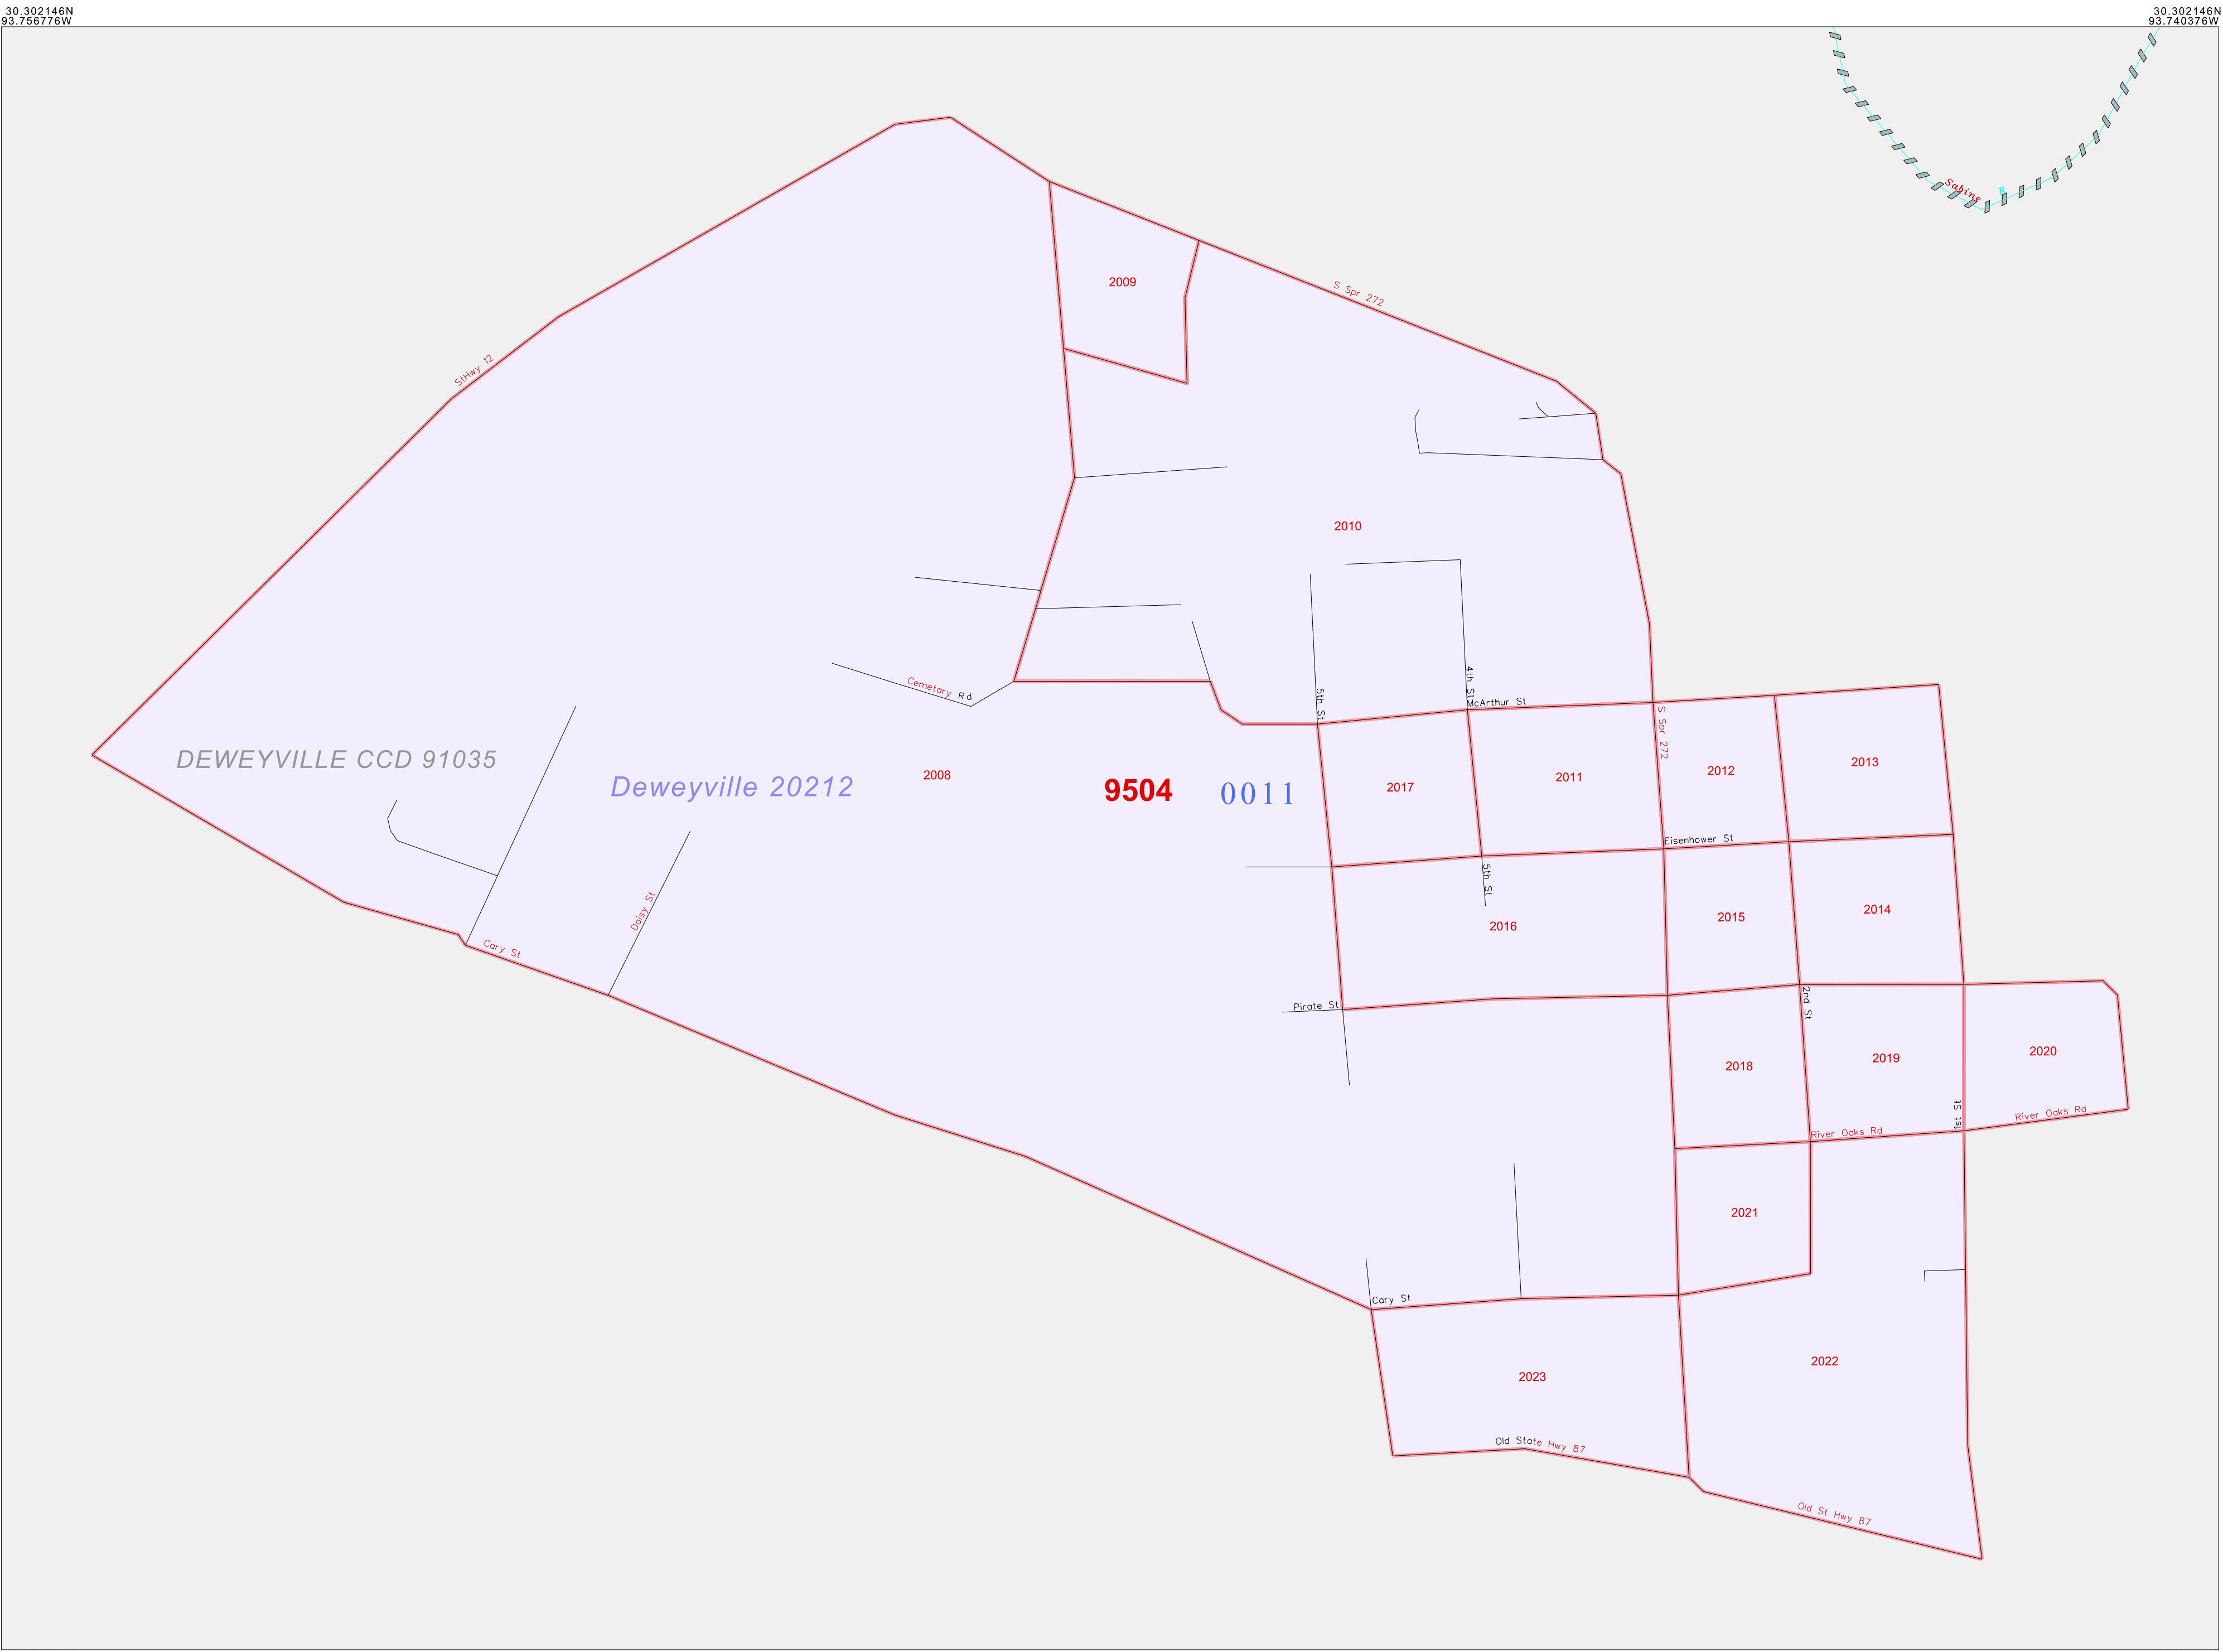 30.302146N
93.756776W
30.302146N
93.740376W
Sabine
R
2009
S Spr 272
StHwy 12
2010
4th St
5th St
McArthur St
Cemetary Rd
S Spr 272
DEWEYVILLE CCD 91035
Deweyville 20212
2008
9504
0011
2017
2011
2012
2013
Eisenhower St
5th St
Daisy St
Cary St
2016
2015
2014
Pirate St
2nd St
2018
2019
2020
1st St
River Oaks Rd
River Oaks Rd
2021
Cary St
2023
2022
Old State Hwy 87
Old St Hwy 87